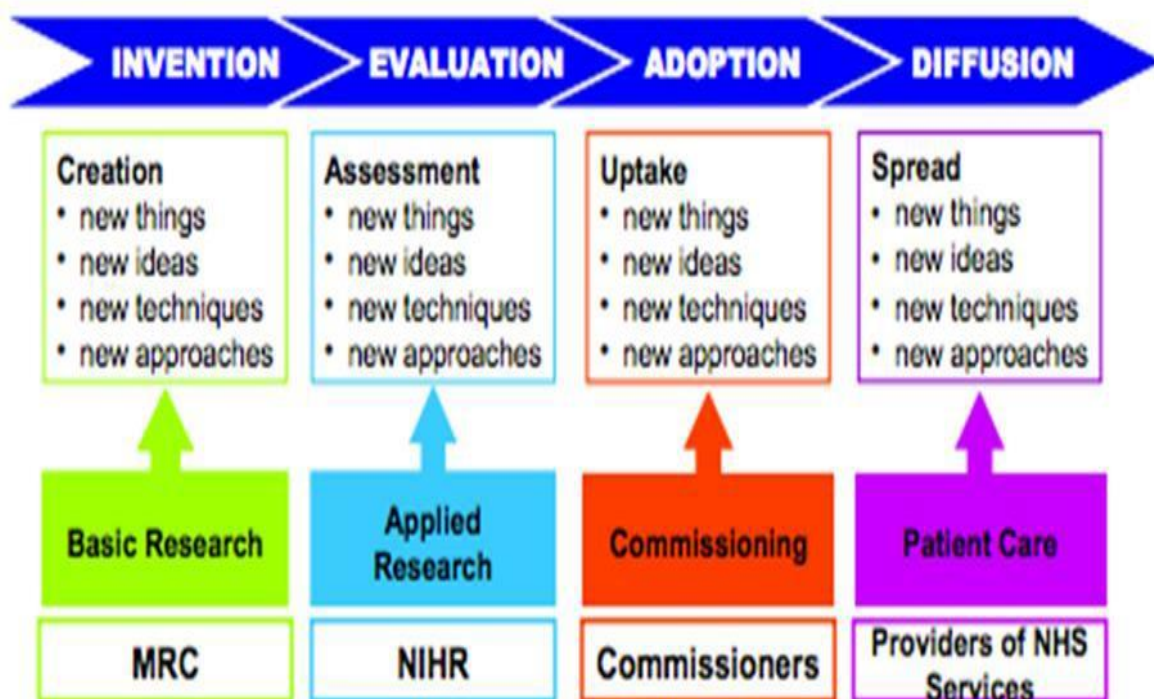 INVENTION
EVALUATION
ADOPTION
DIFFUSION
Creation
• new things
• new ideas
• new techniques
• new approaches
Assessment
• new things
• new ideas
• new techniques
• new approaches
Uptake
• new things
• new ideas
• new techniques
• new approaches
Spread
• new things
• new ideas
• new techniques
• new approaches
Basic Research
Applied
Research
Commissioning
Patient Care
MRC
NIHR
Commissioners
Providers of NHS
Services